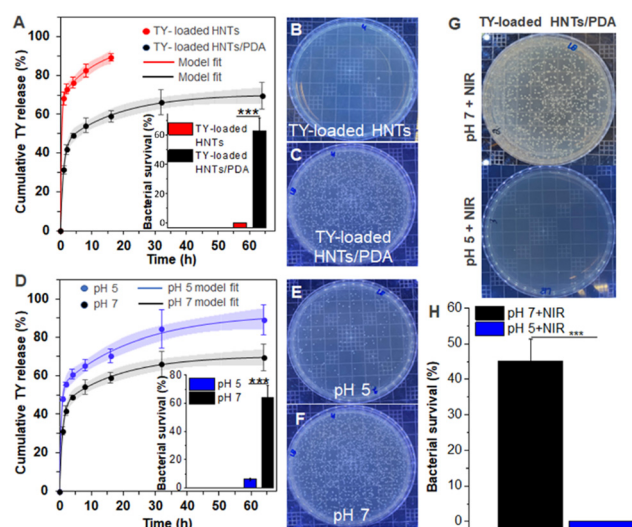 A
Cumulative TY release (%)
100
80
60
40
20
0
TY- loaded HNTs
TY- loaded HNTs/PDA
Model fit
Model fit
Bacterial survival (%)
60
40
20
0
***
TY-loaded
HNTs
TY-loaded
HNTs/PDA
0 10 20 30 40 50 60
Time (h)
B
TY-loaded HNTs
C
TY-loaded
HNTs/PDA
D
Cumulative TY release (%)
100
80
60
40
20
0
pH 5
pH 5 model fit
pH 7
pH 7 model fit
Bacterial survival (%)
60
40
20
0
***
pH 5
pH 7
0 10 20 30 40 50 60
Time (h)
E
pH 5
F
pH 7
G
TY-loaded HNTs/PDA
pH 7 + NIR
pH 5 + NIR
H
Bacterial survival (%)
60
50
40
30
20
10
0
pH 7+NIR
pH 5+NIR
***